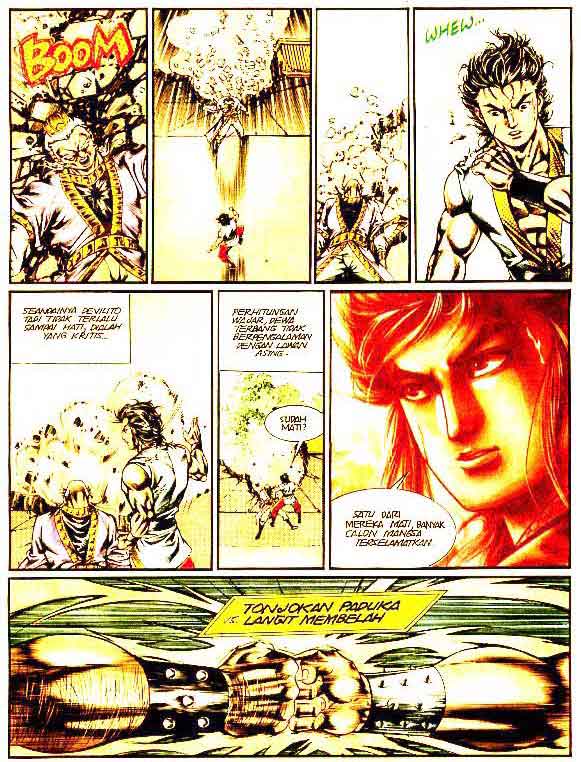 BOOM
WHEW...
SEANDAINYA DEVILITO
TAPI TIDAK TERLALU
SAMPAI HATI, DIALAH
YANG KRITIS...
PERHITUNGAN
WAJAR, DEWA
TERBANG TIDAK
BERPENGALAMAN
DENGAN LAWAN
ASING.
SUDAH
MATI?
SATU DARI
MEREKA MATI, BANYAK
CALON MANGSA
TERSELAMATKAN
TONJOKAN PADUKA
VS. LANGIT MEMBELAH